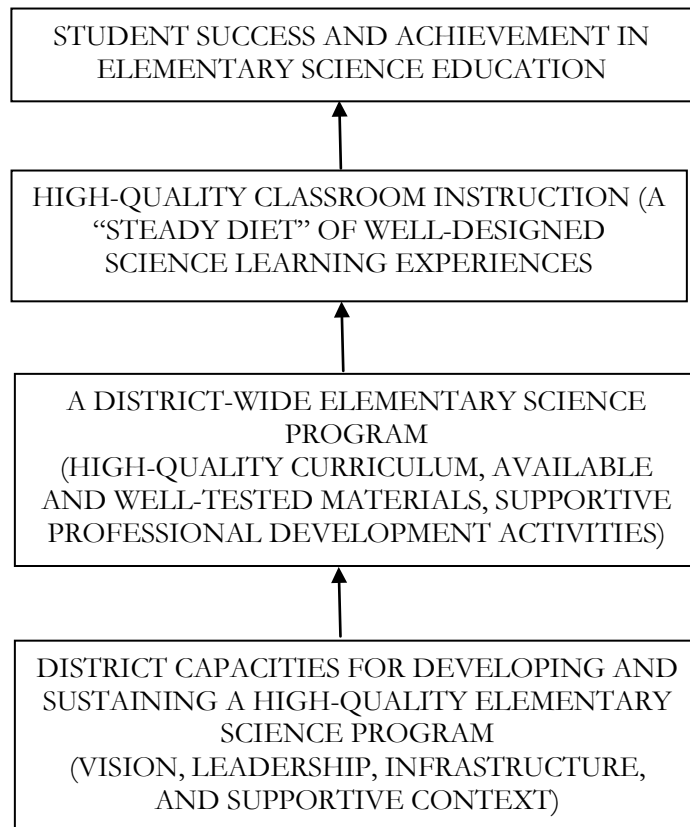 STUDENT SUCCESS AND ACHIEVEMENT IN
ELEMENTARY SCIENCE EDUCATION
HIGH-QUALITY CLASSROOM INSTRUCTION (A
“STEADY DIET” OF WELL-DESIGNED
SCIENCE LEARNING EXPERIENCES
A DISTRICT-WIDE ELEMENTARY SCIENCE
PROGRAM
(HIGH-QUALITY CURRICULUM, AVAILABLE
AND WELL-TESTED MATERIALS, SUPPORTIVE
PROFESSIONAL DEVELOPMENT ACTIVITIES)
DISTRICT CAPACITIES FOR DEVELOPING AND
SUSTAINING A HIGH-QUALITY ELEMENTARY
SCIENCE PROGRAM
(VISION, LEADERSHIP, INFRASTRUCTURE,
AND SUPPORTIVE CONTEXT)